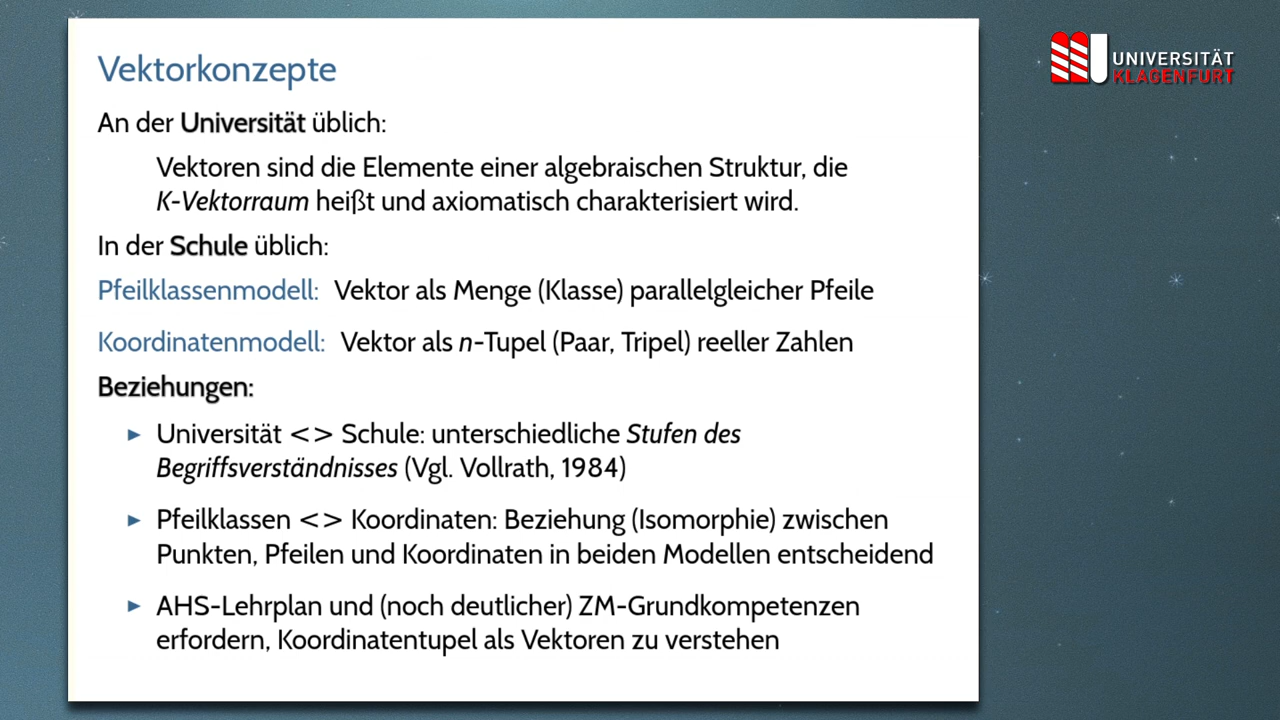 Vektorkonzepte
An der Universität üblich:
Vektoren sind die Elemente einer algebraischen Struktur, die
K-Vektorraum heißt und axiomatisch charakterisiert wird.
In der Schule üblich:
Pfeilklassenmodell: Vektor als Menge (Klasse) parallelgleicher Pfeile
Koordinatenmodell: Vektor als n-Tupel (Paar, Tripel) reeller Zahlen
Beziehungen:
► Universität <> Schule: unterschiedliche Stufen des
Begriffsverständnisses (Vgl. Vollrath, 1984)
► Pfeilklassen <> Koordinaten: Beziehung (Isomorphie) zwischen
Punkten, Pfeilen und Koordinaten in beiden Modellen entscheidend
► AHS-Lehrplan und (noch deutlicher) ZM-Grundkompetenzen
erfordern, Koordinatentupel als Vektoren zu verstehen
UNIVERSITÄT
KLAGENFURT